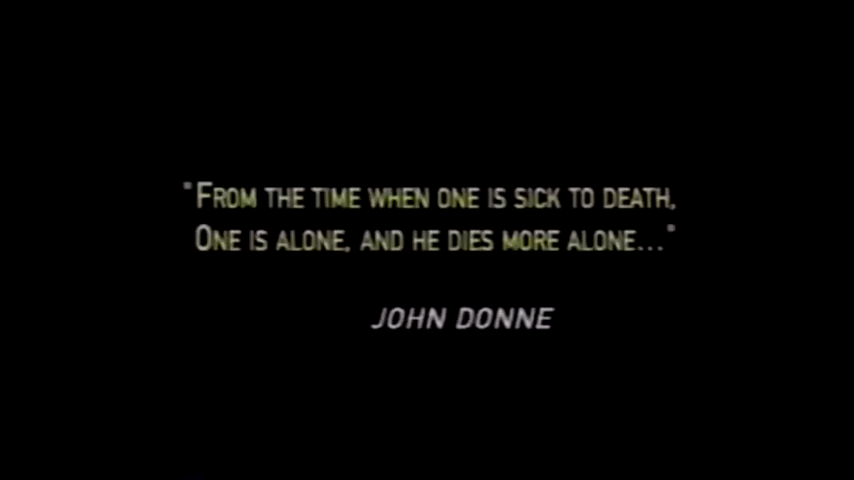 "From the time when one is sick to death,
One is alone, and he dies more alone..."
John Donne